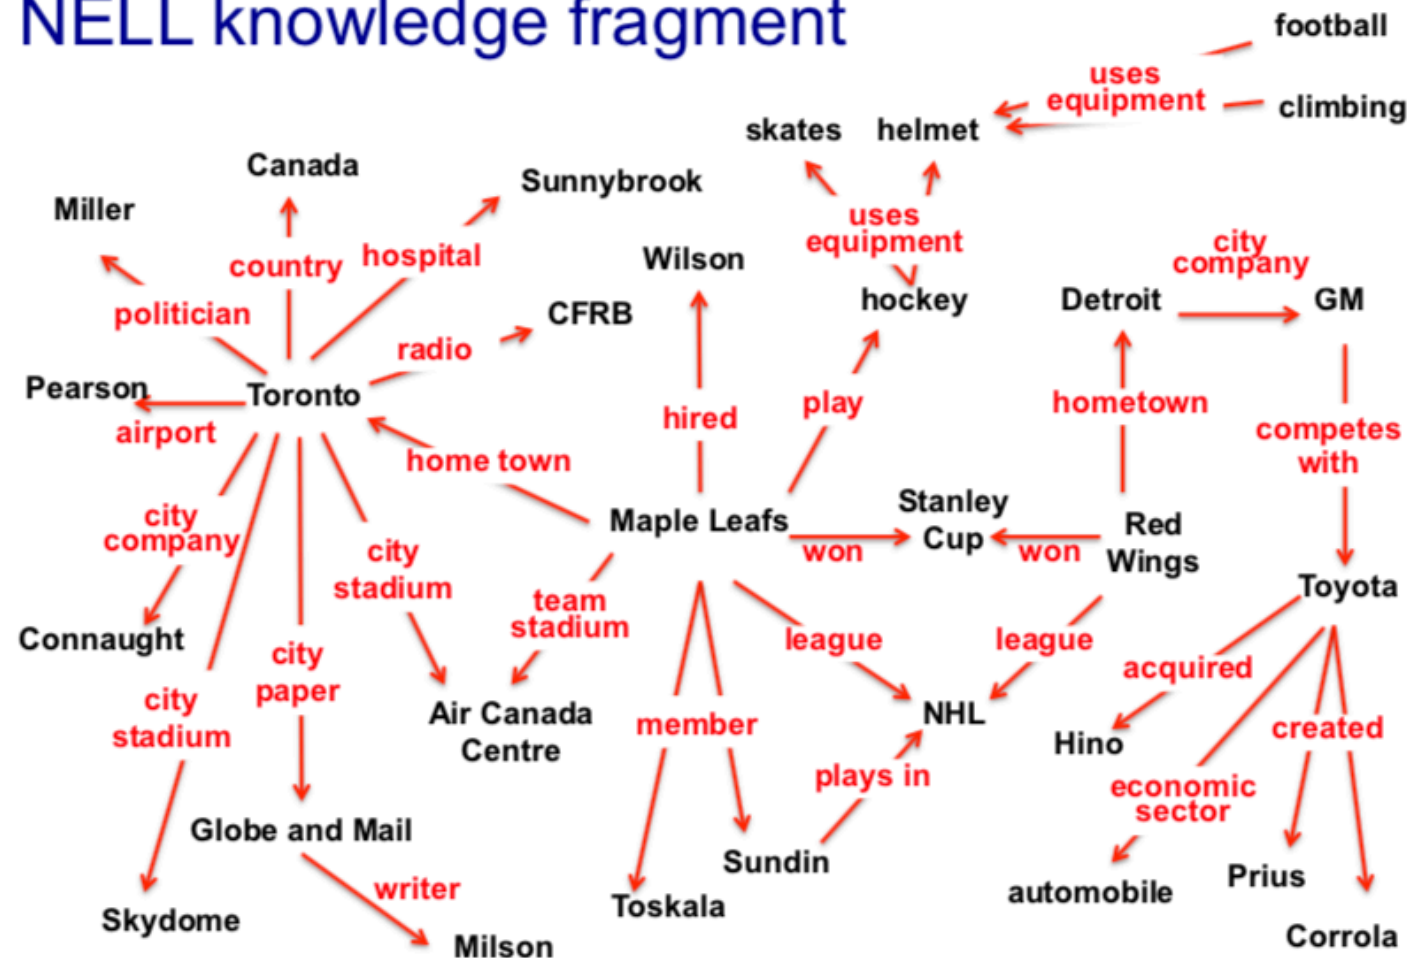 NELL knowledge fragment
football
uses
equipment
climbing
skates
helmet
Canada
Sunnybrook
Miller
uses
equipment
city
company
country
hospital
Wilson
hockey
Detroit
GM
politician
CFRB
radio
Pearson
Toronto
airport
hired
play
hometown
competes
with
home town
Maple Leafs
Stanley
Cup
won
won
Red
Wings
city
company
city
stadium
team
stadium
Toyota
Connaught
city
paper
league
league
acquired
city
stadium
Air Canada
Centre
member
NHL
Hino
created
plays in
economic
sector
Globe and Mail
Sundin
Prius
automobile
writer
Toskala
Skydome
Milson
Corrola